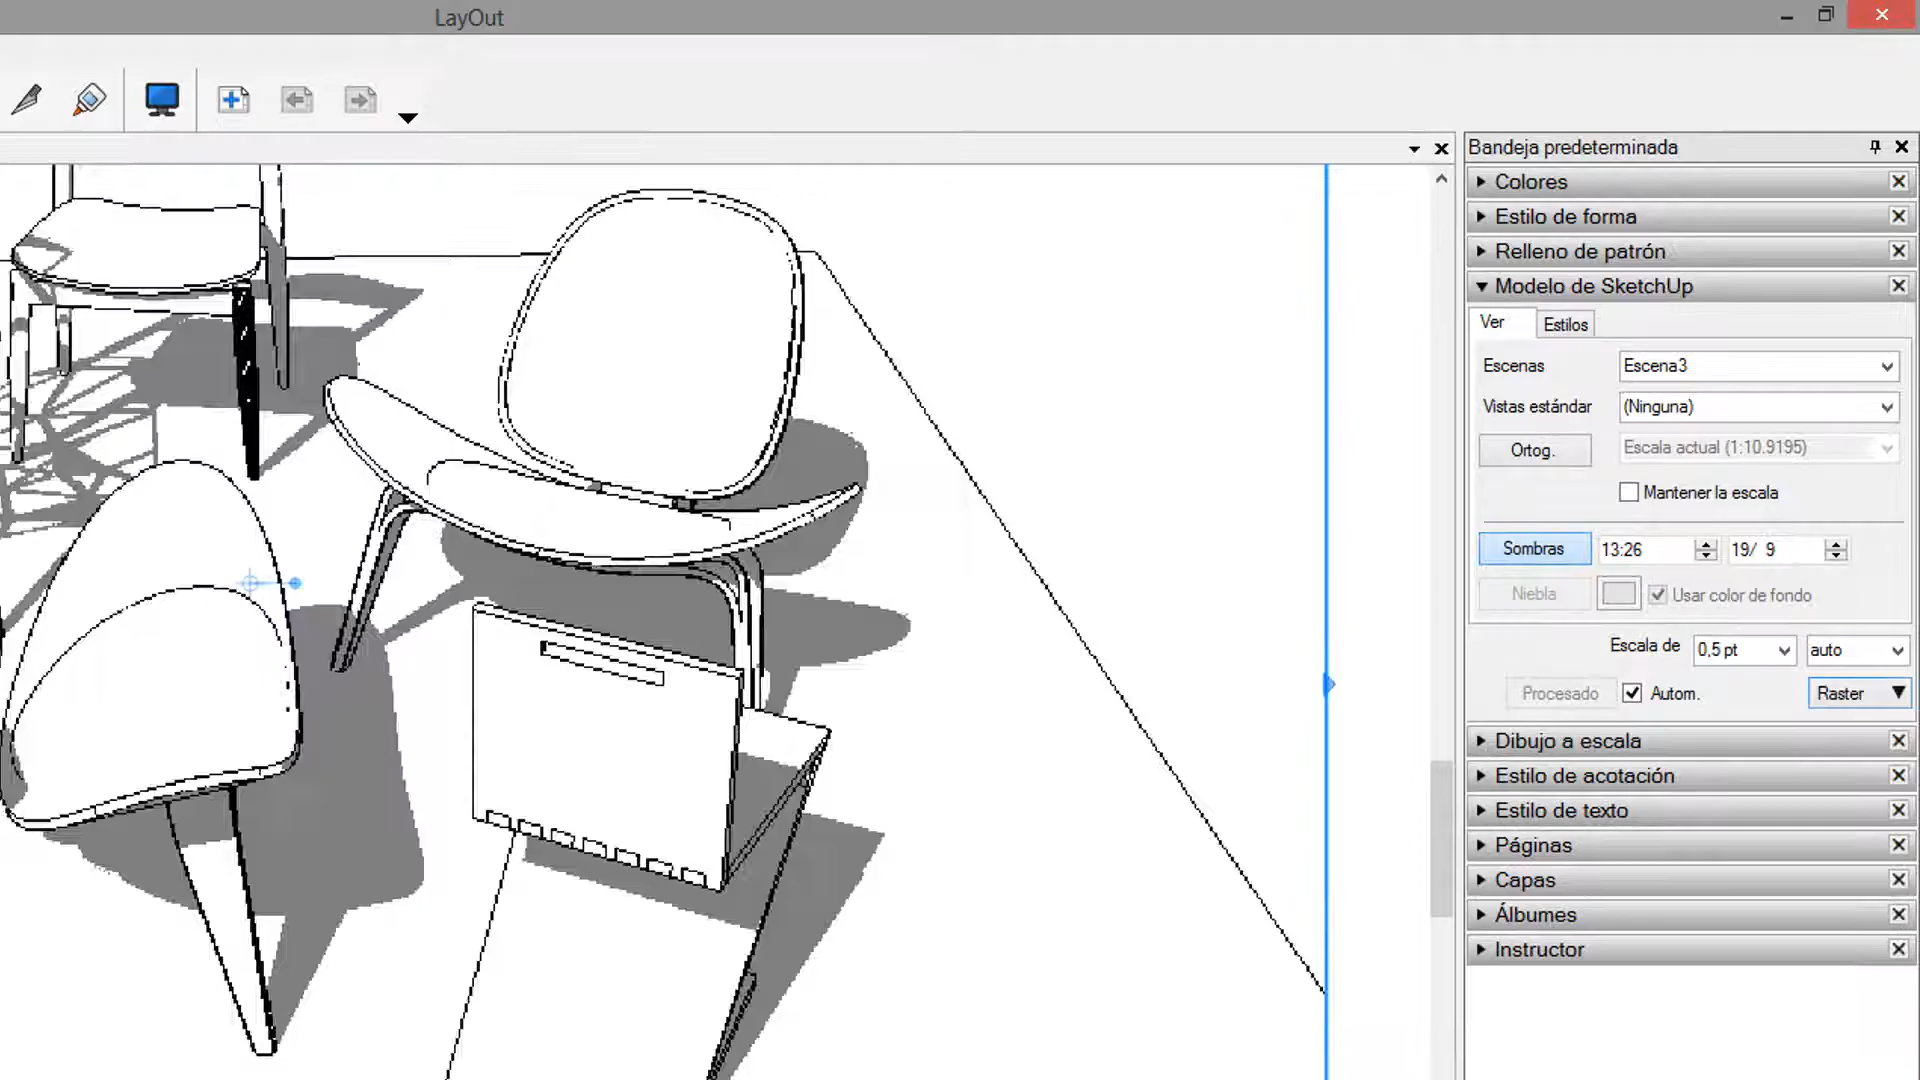 LayOut
Bandeja predeterminada
Colores
Estilo de forma
Relleno de patrón
Modelo de SketchUp
Ver Estilos
Escenas Escena3
Vistas estándar (Ninguna)
Ortog. Escala actual (1:10.9195)
Mantener la escala
Sombras 13:26 19/ 9
Niebla Usar color de fondo
Escala de 0,5 pt auto
Procesado Autom. Raster
Dibujo a escala
Estilo de acotación
Estilo de texto
Páginas
Capas
Álbumes
Instructor